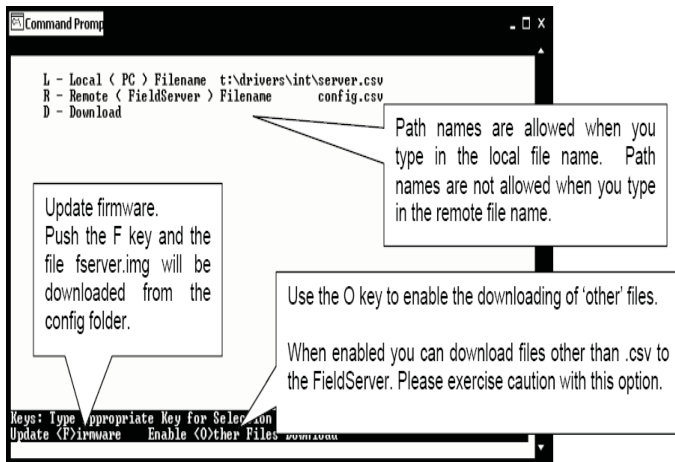 Command Promp
L - Local ( PC ) Filename t:\drivers\int\server.csv
R - Remote ( FieldServer ) Filename config.csv
D - Download
Path names are allowed when you
type in the local file name. Path
names are not allowed when you type
in the remote file name.
Update firmware.
Push the F key and the
file fserver.img will be
downloaded from the
config folder.
Use the O key to enable the downloading of ‘other’ files.
When enabled you can download files other than .csv to
the FieldServer. Please exercise caution with this option.
Keys: Type Appropriate Key for Selection
Update (F)irmware Enable (O)ther Files Download